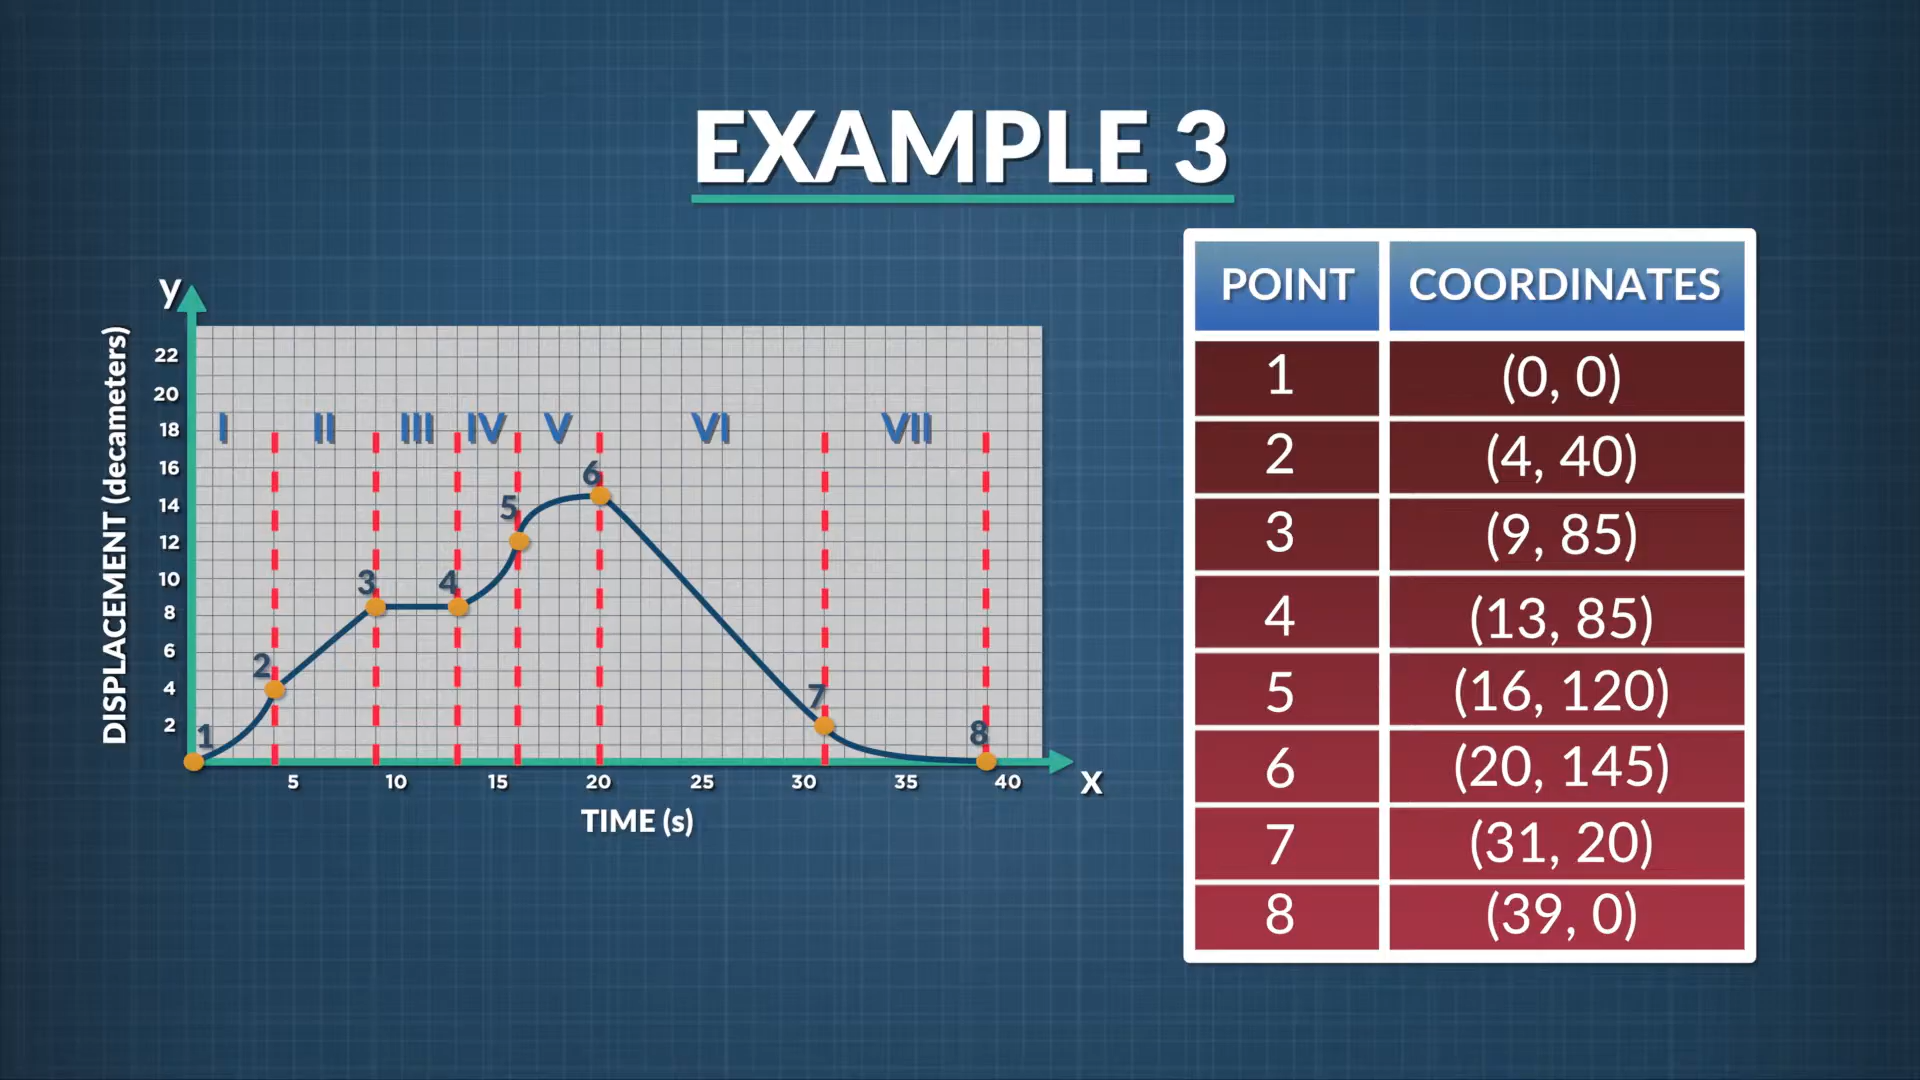 EXAMPLE 3
y
DISPLACEMENT (decameters)
22
20
18
16
14
12
10
8
6
4
2
I II III IV V VI VII
1
2
3
4
5
6
7
8
5 10 15 20 25 30 35 40
x
TIME (s)
POINT COORDINATES
1 (0, 0)
2 (4, 40)
3 (9, 85)
4 (13, 85)
5 (16, 120)
6 (20, 145)
7 (31, 20)
8 (39, 0)